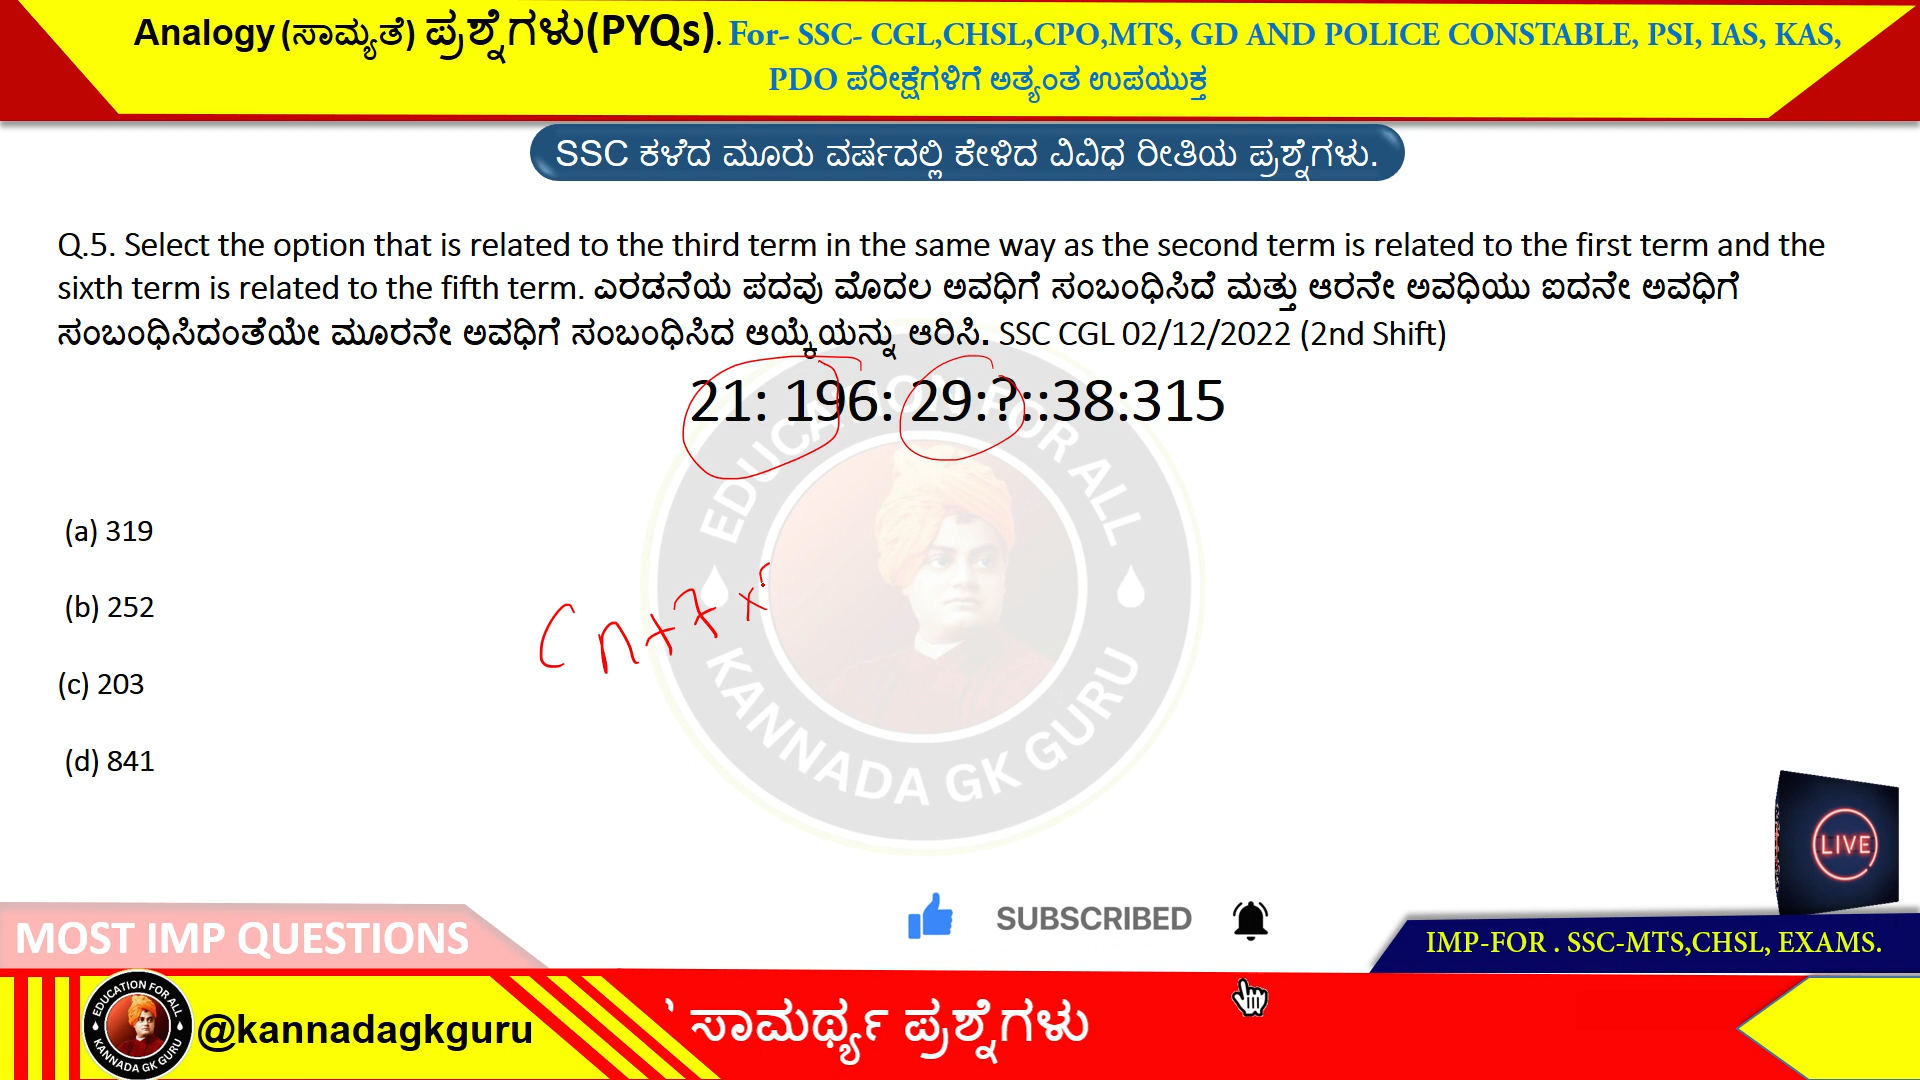 Analogy (ಸಾಮ್ಯತೆ) ಪ್ರಶ್ನೆಗಳು(PYQs). For- SSC- CGL,CHSL,CPO,MTS, GD AND POLICE CONSTABLE, PSI, IAS, KAS,
PDO ಪರೀಕ್ಷೆಗಳಿಗೆ ಅತ್ಯಂತ ಉಪಯುಕ್ತ
SSC ಕಳೆದ ಮೂರು ವರ್ಷದಲ್ಲಿ ಕೇಳಿದ ವಿವಿಧ ರೀತಿಯ ಪ್ರಶ್ನೆಗಳು.
Q.5. Select the option that is related to the third term in the same way as the second term is related to the first term and the
sixth term is related to the fifth term. ಎರಡನೆಯ ಪದವು ಮೊದಲ ಅವಧಿಗೆ ಸಂಬಂಧಿಸಿದೆ ಮತ್ತು ಆರನೇ ಅವಧಿಯು ಐದನೇ ಅವಧಿಗೆ
ಸಂಬಂಧಿಸಿದಂತೆಯೇ ಮೂರನೇ ಅವಧಿಗೆ ಸಂಬಂಧಿಸಿದ ಆಯ್ಕೆಯನ್ನು ಆರಿಸಿ. SSC CGL 02/12/2022 (2nd Shift)
21: 196: 29:?::38:315
EDUCATION FOR ALL
(a) 319
(b) 252
(c) 203
(d) 841
(n+7×
KANNADA GK GURU
LIVE
SUBSCRIBED
MOST IMP QUESTIONS
IMP-FOR . SSC-MTS,CHSL, EXAMS.
EDUCATION FOR ALL
KANNADA GK GURU
@kannadagkguru
ಸಾಮರ್ಥ್ಯ ಪ್ರಶ್ನೆಗಳು